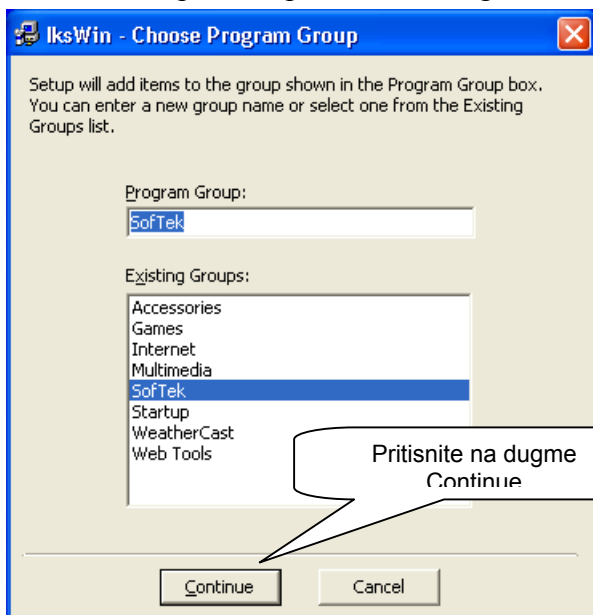 IksWin - Choose Program Group
Setup will add items to the group shown in the Program Group box.
You can enter a new group name or select one from the Existing
Groups list.
Program Group:
SofTek
Existing Groups:
Accessories
Games
Internet
Multimedia
SofTek
Startup
WeatherCast
Web Tools
Pritisnite na dugme
Continue
Continue
Cancel